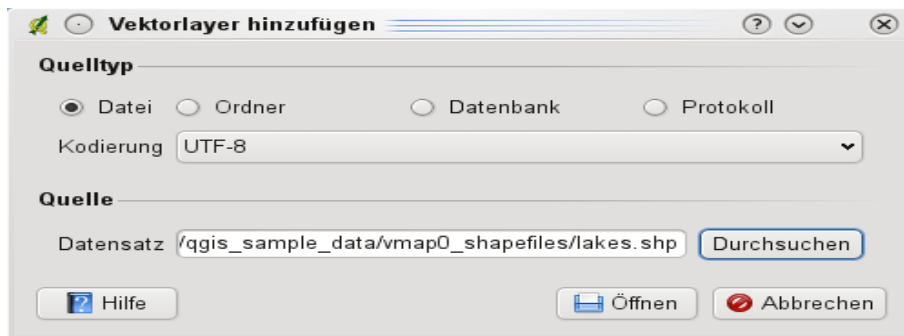 Vektorlayer hinzufügen
Quelltyp
Datei Ordner Datenbank Protokoll
Kodierung UTF-8
Quelle
Datensatz /qgis_sample_data/vmap0_shapefiles/lakes.shp Durchsuchen
Hilfe Öffnen Abbrechen